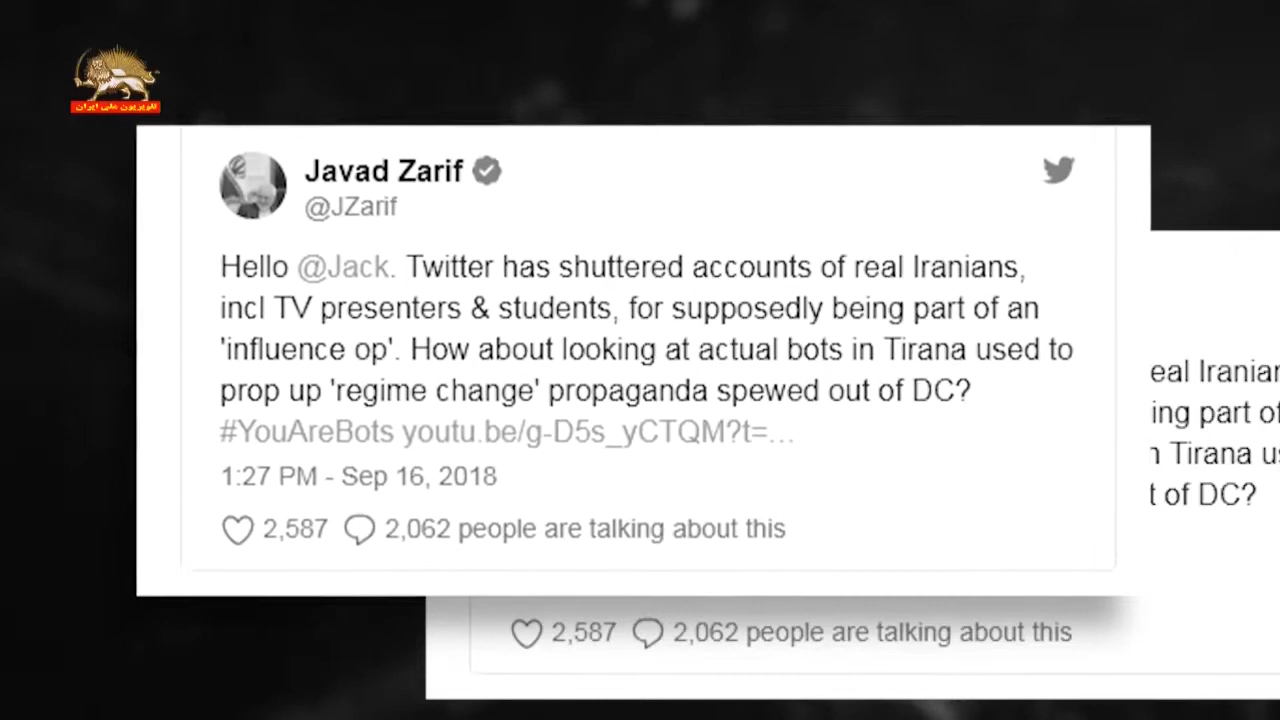 تلویزیون ملی ایران
Javad Zarif
@JZarif
Hello @Jack. Twitter has shuttered accounts of real Iranians,
incl TV presenters & students, for supposedly being part of an
'influence op'. How about looking at actual bots in Tirana used to
prop up 'regime change' propaganda spewed out of DC?
#YouAreBots youtu.be/g-D5s_yCTQM?t=...
1:27 PM - Sep 16, 2018
2,587 2,062 people are talking about this
eal Iranian
ing part of
n Tirana us
t of DC?
2,587 2,062 people are talking about this